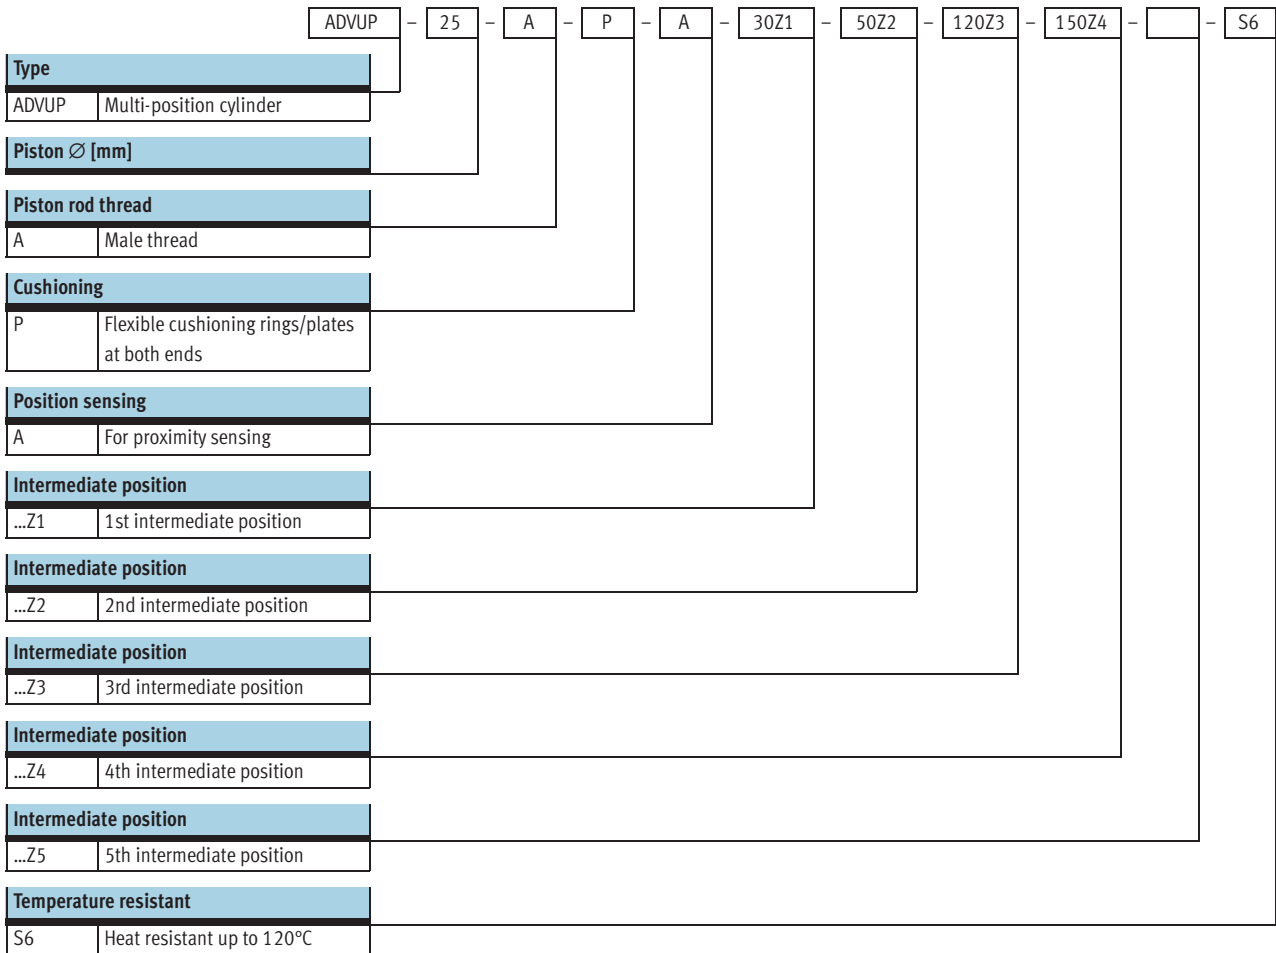 ADVUP – 25 – A – P – A – 30Z1 – 50Z2 – 120Z3 – 150Z4 – – S6
Type
ADVUP Multi-position cylinder
Piston ∅ [mm]
Piston rod thread
A Male thread
Cushioning
P Flexible cushioning rings/plates
at both ends
Position sensing
A For proximity sensing
Intermediate position
...Z1 1st intermediate position
Intermediate position
...Z2 2nd intermediate position
Intermediate position
...Z3 3rd intermediate position
Intermediate position
...Z4 4th intermediate position
Intermediate position
...Z5 5th intermediate position
Temperature resistant
S6 Heat resistant up to 120°C